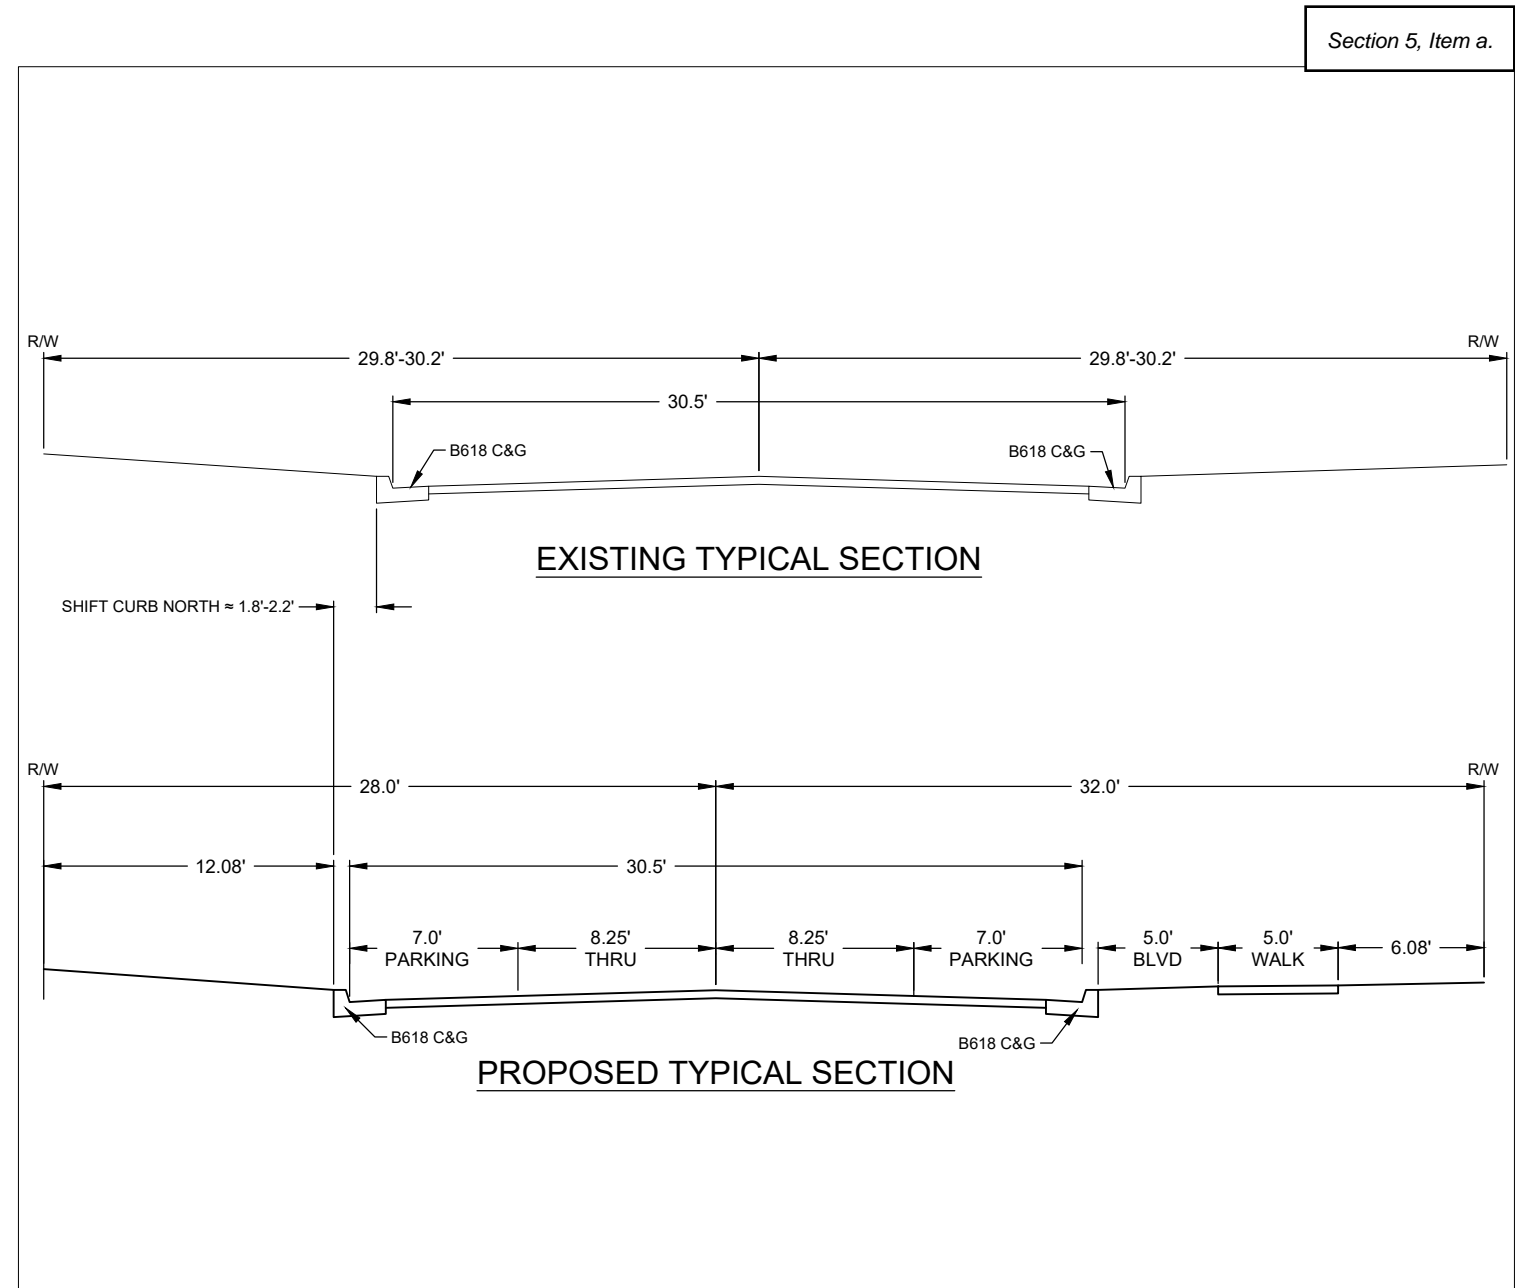 Section 5, Item a.
R/W
R/W
29.8'-30.2'
29.8'-30.2'
30.5'
B618 C&G
B618 C&G
EXISTING TYPICAL SECTION
SHIFT CURB NORTH ≈ 1.8'-2.2'
R/W
R/W
28.0'
32.0'
12.08'
30.5'
7.0'
PARKING
8.25'
THRU
8.25'
THRU
7.0'
PARKING
5.0'
BLVD
5.0'
WALK
6.08'
B618 C&G
B618 C&G
PROPOSED TYPICAL SECTION